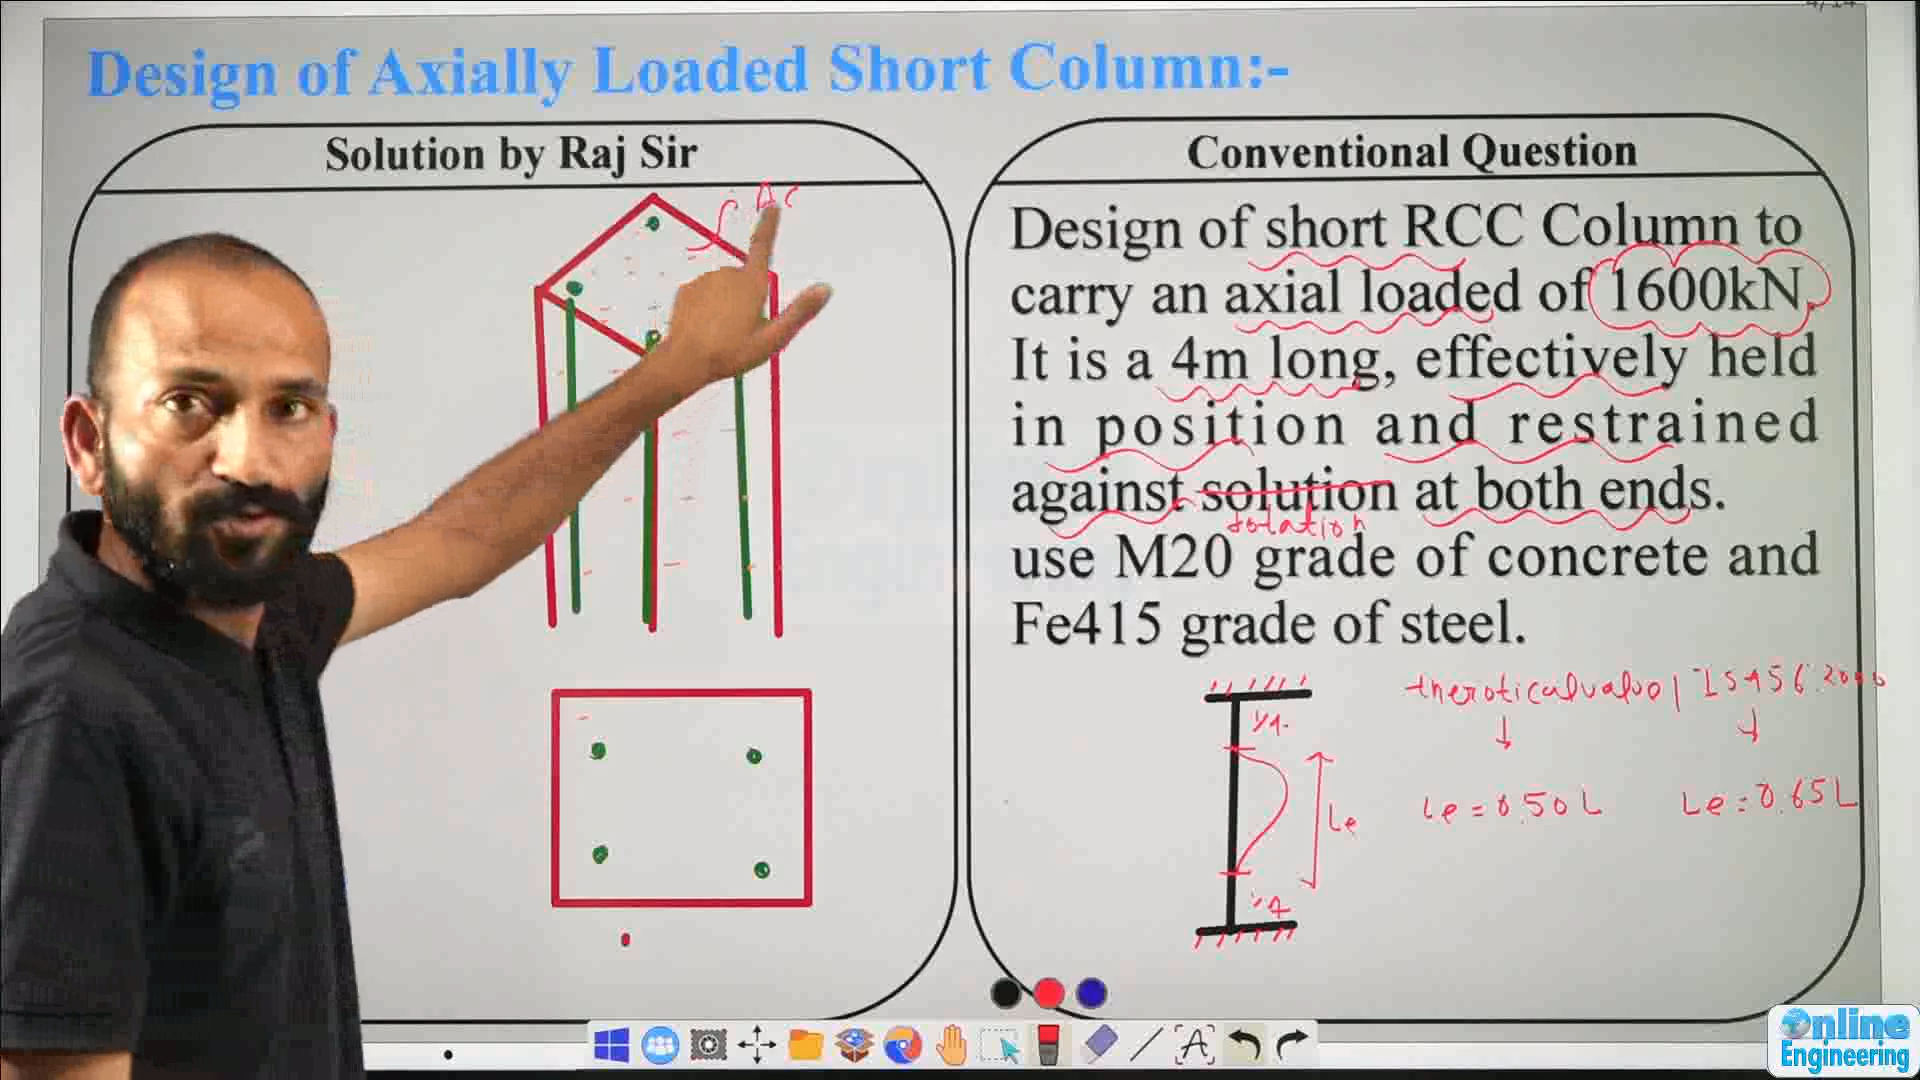 Design of Axially Loaded Short Column:-
Solution by Raj Sir
Ac
Conventional Question
Design of short RCC Column to
carry an axial loaded of 1600kN,
It is a 4m long, effectively held
in position and restrained
against solution at both ends.
rotation
use M20 grade of concrete and
Fe415 grade of steel.
theroticalvalue | IS456:2000
Le
Le = 0.50 L
Le = 0.65 L
Online
Engineering